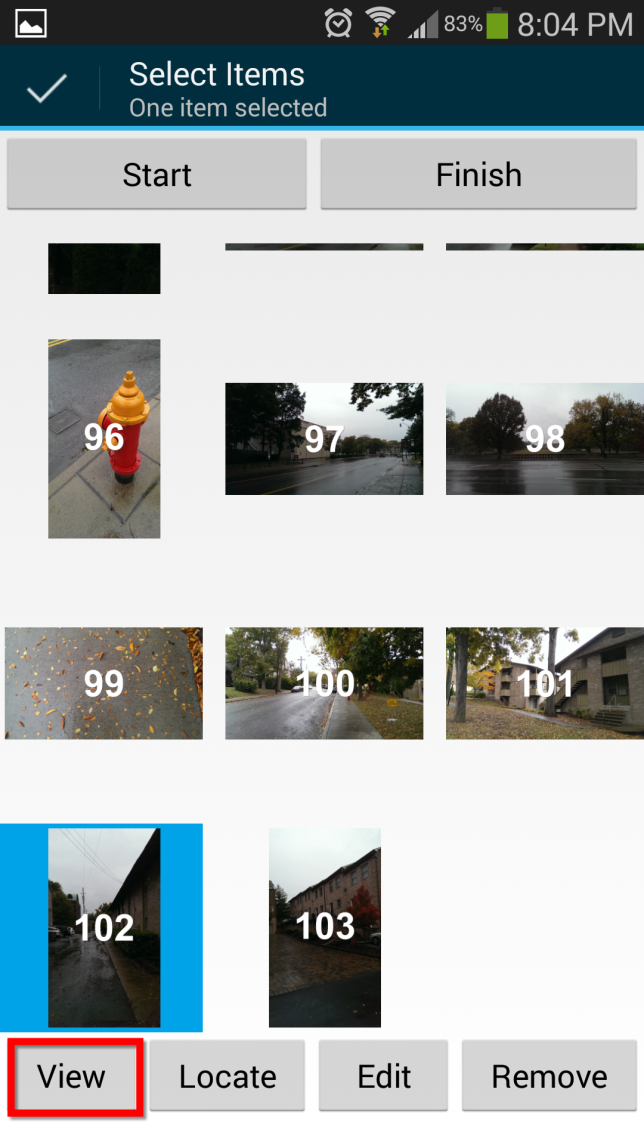 83% 8:04 PM
Select Items
One item selected
Start Finish
96 97 98
99 100 101
102 103
View Locate Edit Remove